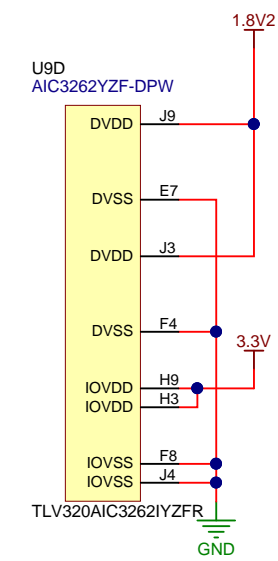 1.8V2
U9D
AIC3262YZF-DPW
DVDD J9
DVSS E7
DVDD J3
DVSS F4
3.3V
IOVDD H9
IOVDD H3
IOVSS F8
IOVSS J4
TLV320AIC3262IYZFR
GND